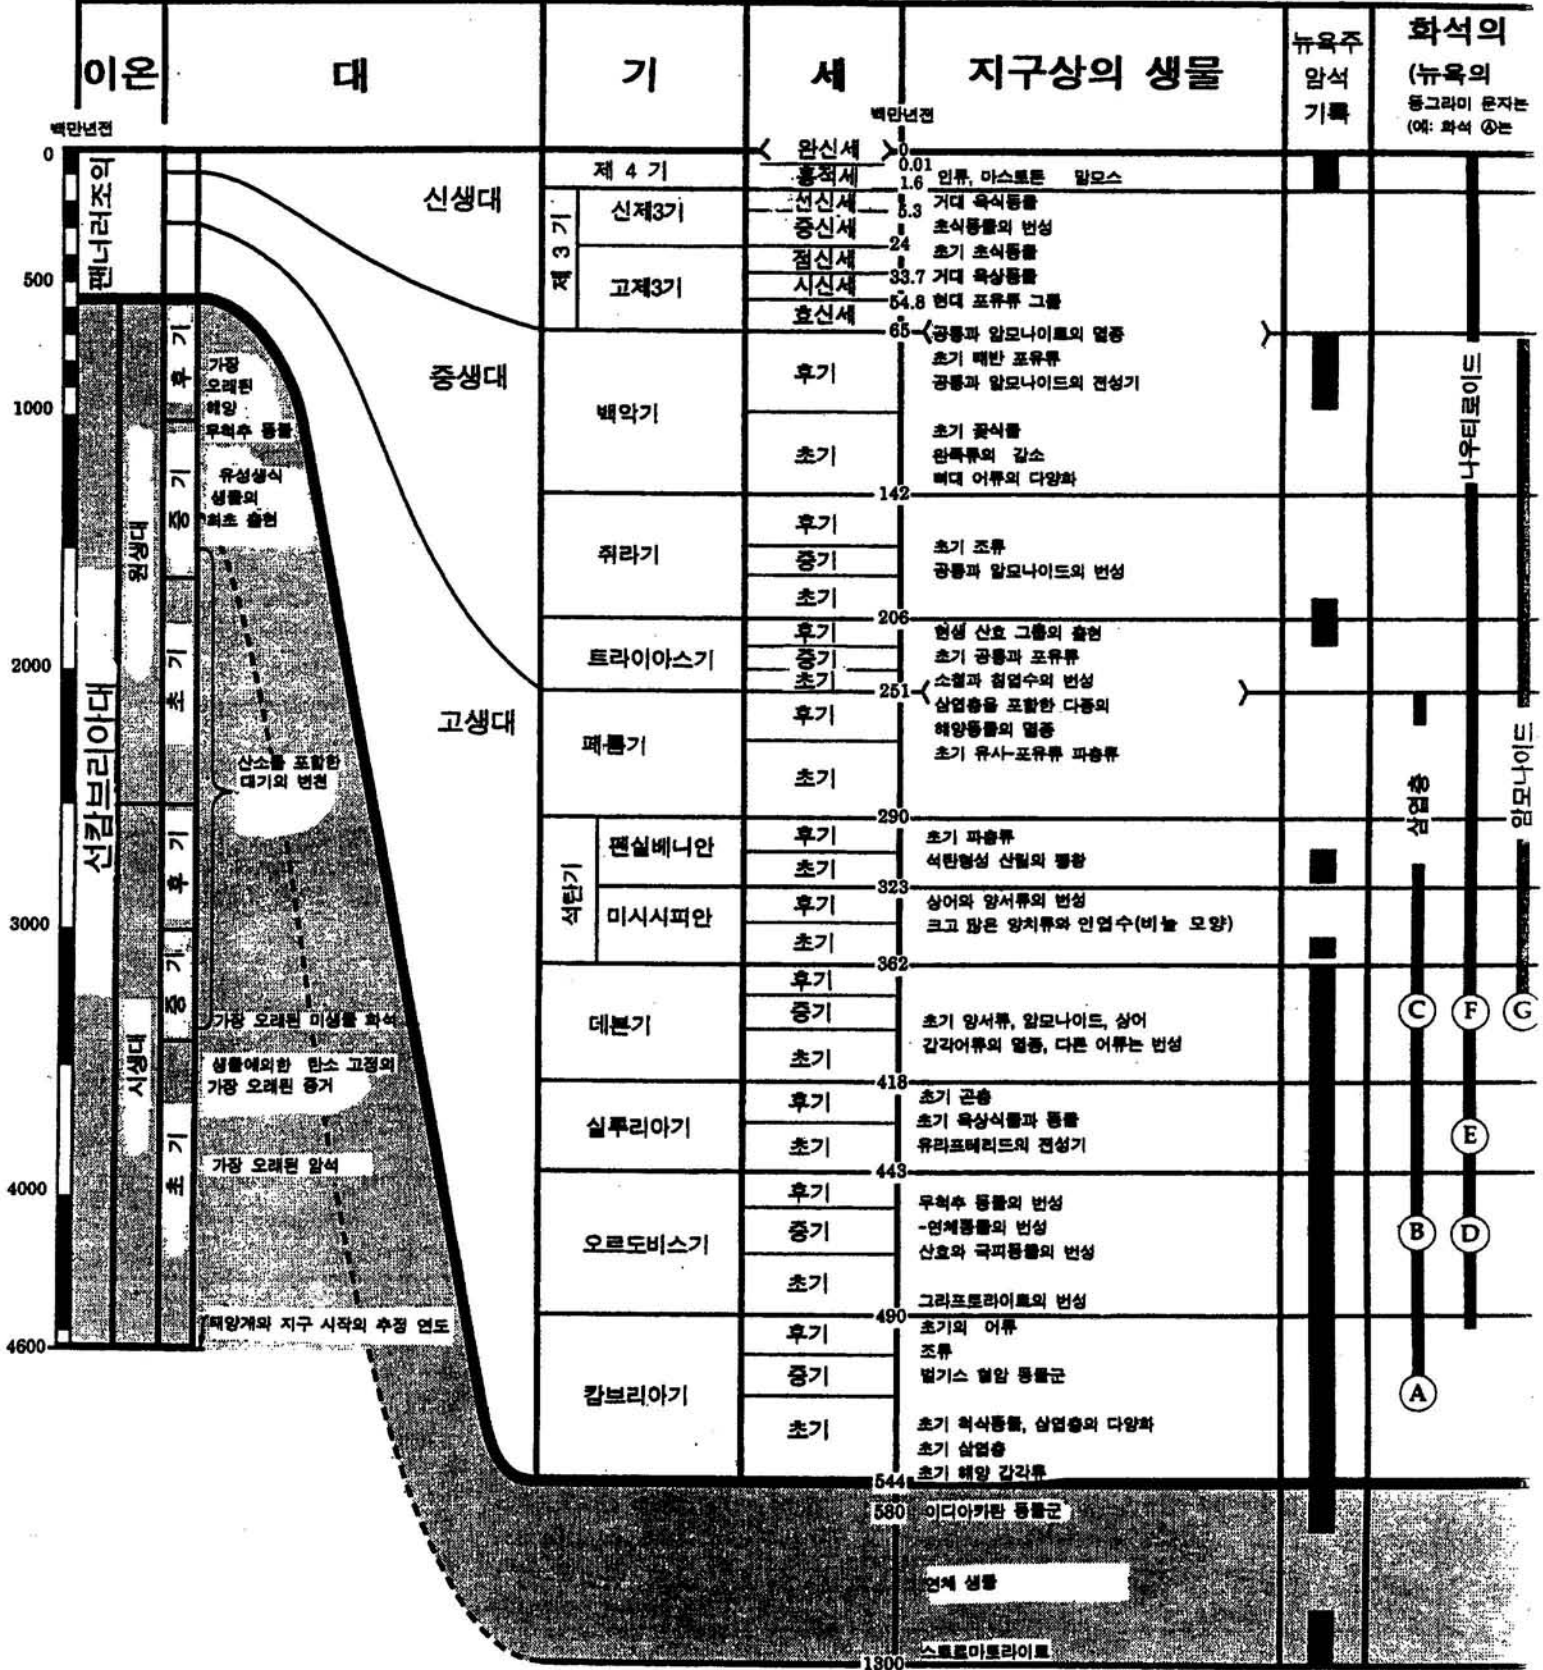 이온
대
기
세
지구상의 생물
뉴욕주
암석
기록
화석의
(뉴욕의
동그라미 문자는
(예: 화석 Ⓐ는
백만년전
백만년전
0
500
1000
2000
3000
4000
4600
팬너러조의
선캄브리아대
원생대
시생대
후기
중기
초기
후기
중기
초기
가장
오래된
해양
무척추 동물
유성생식
생물의
최초 출현
산소를 포함한
대기의 변천
가장 오래된 미생물 화석
생물에의한 탄소 고정의
가장 오래된 증거
가장 오래된 암석
태양계와 지구 시작의 추정 연도
신생대
중생대
고생대
제 4 기
제 3 기
신제3기
고제3기
백악기
쥐라기
트라이아스기
페름기
석탄기
펜실베니안
미시시피안
데본기
실루리아기
오르도비스기
캄브리아기
완신세
홍적세
선신세
중신세
점신세
시신세
효신세
후기
초기
후기
중기
초기
후기
중기
초기
후기
초기
후기
초기
후기
초기
후기
중기
초기
후기
초기
후기
중기
초기
후기
중기
초기
0
0.01
1.6
5.3
24
33.7
54.8
65
142
206
251
290
323
362
418
443
490
544
580
1300
인류, 마스토돈 맘모스
거대 육식동물
초식동물의 번성
초기 초식동물
거대 육상동물
현대 포유류 그룹
공룡과 암모나이트의 멸종
초기 태반 포유류
공룡과 암모나이드의 전성기
초기 꽃식물
완족류의 감소
뼈대 어류의 다양화
초기 조류
공룡과 암모나이드의 번성
현생 산호 그룹의 출현
초기 공룡과 포유류
소철과 침엽수의 번성
삼엽충을 포함한 다종의
해양동물의 멸종
초기 유사-포유류 파충류
초기 파충류
석탄형성 산림의 팽창
상어와 양서류의 번성
크고 많은 양치류와 인엽수(비늘 모양)
초기 양서류, 암모나이드, 상어
갑각어류의 멸종, 다른 어류는 번성
초기 곤충
초기 육상식물과 동물
유라프테리드의 전성기
무척추 동물의 번성
-연체동물의 번성
산호와 극피동물의 번성
그라프토라이트의 번성
초기의 어류
조류
벌기스 혈암 동물군
초기 척식동물, 삼엽충의 다양화
초기 삼엽충
초기 해양 갑각류
이디아카란 동물군
연체 생물
스트로마토라이트
삼엽충
나우티로이드
암모나이드
C
F
G
E
B
D
A